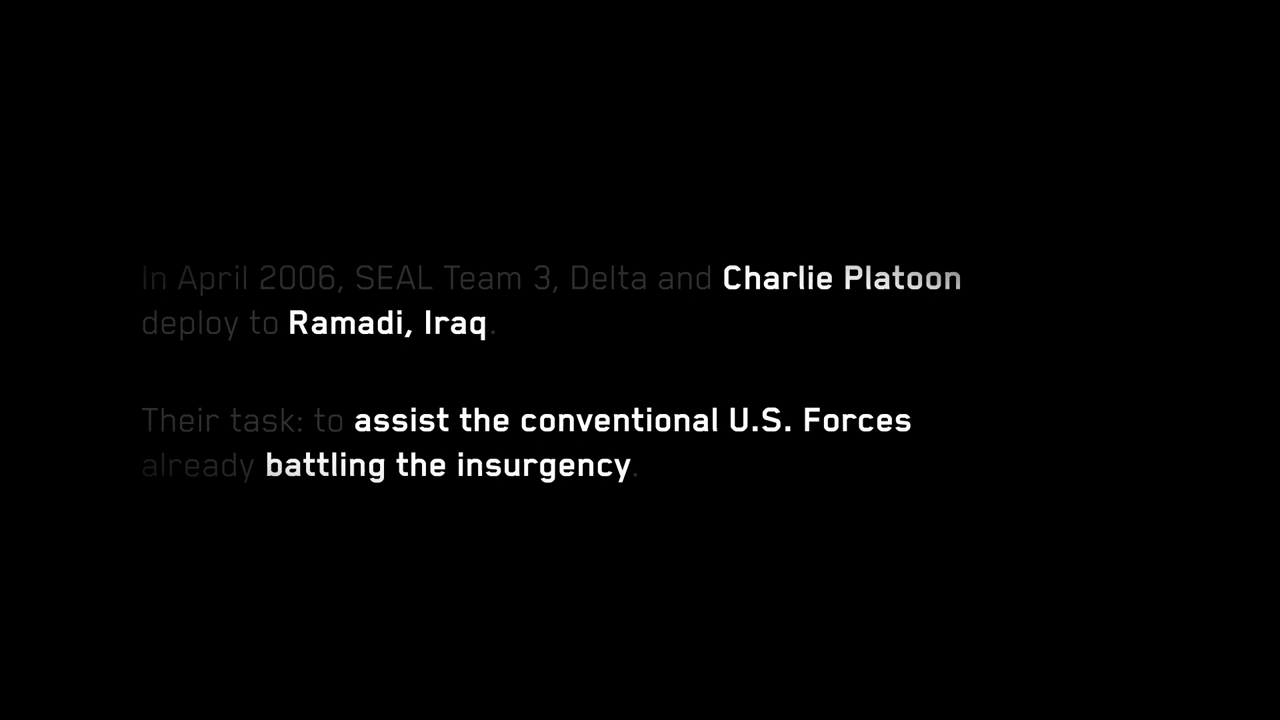 In April 2006, SEAL Team 3, Delta and Charlie Platoon
deploy to Ramadi, Iraq.
Their task: to assist the conventional U.S. Forces
already battling the insurgency.